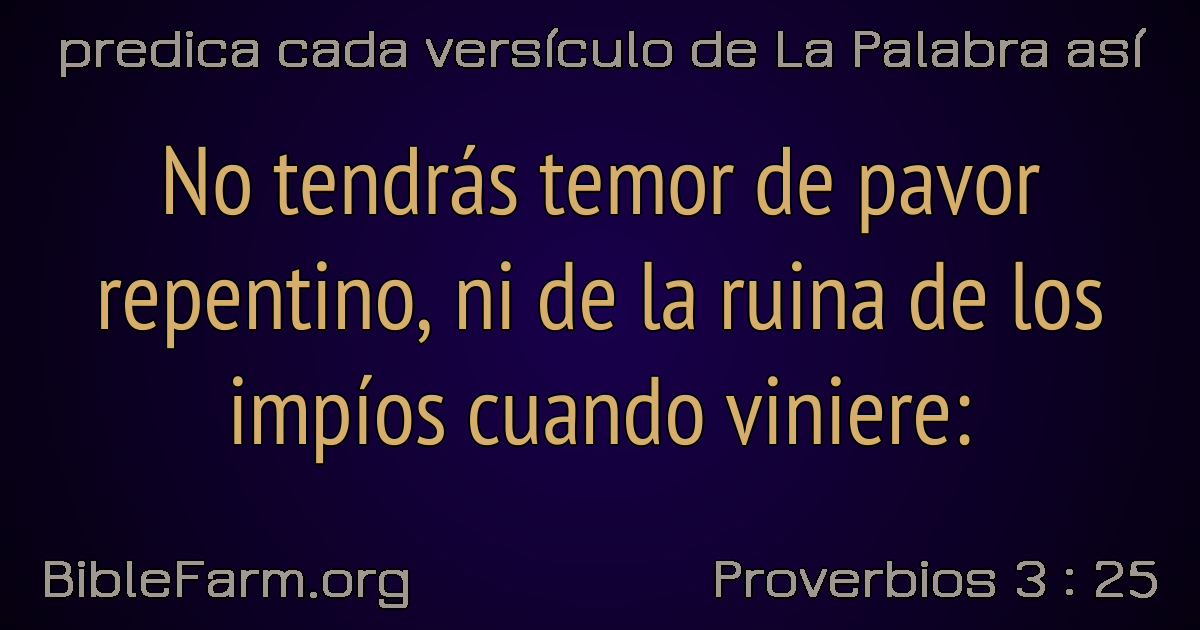 predica cada versículo de La Palabra así
No tendrás temor de pavor
repentino, ni de la ruina de los
impíos cuando viniere:
BibleFarm.org
Proverbios 3 : 25